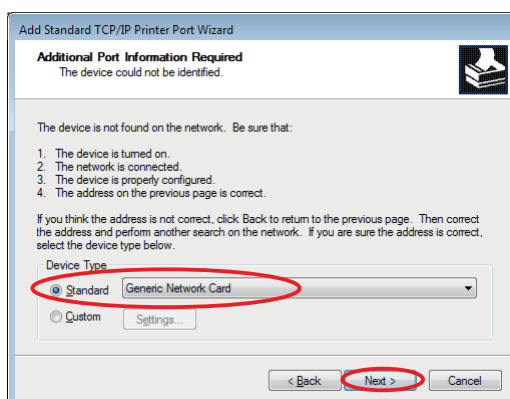 Add Standard TCP/IP Printer Port Wizard
Additional Port Information Required
The device could not be identified.
The device is not found on the network. Be sure that:
1. The device is turned on.
2. The network is connected.
3. The device is properly configured.
4. The address on the previous page is correct.
If you think the address is not correct, click Back to return to the previous page. Then correct
the address and perform another search on the network. If you are sure the address is correct,
select the device type below.
Device Type
Standard Generic Network Card
Custom Settings...
< Back Next > Cancel